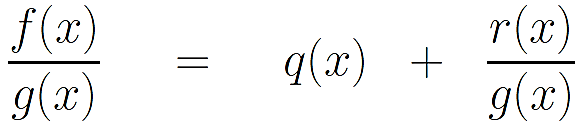 f(x)/g(x) = q(x) + r(x)/g(x)